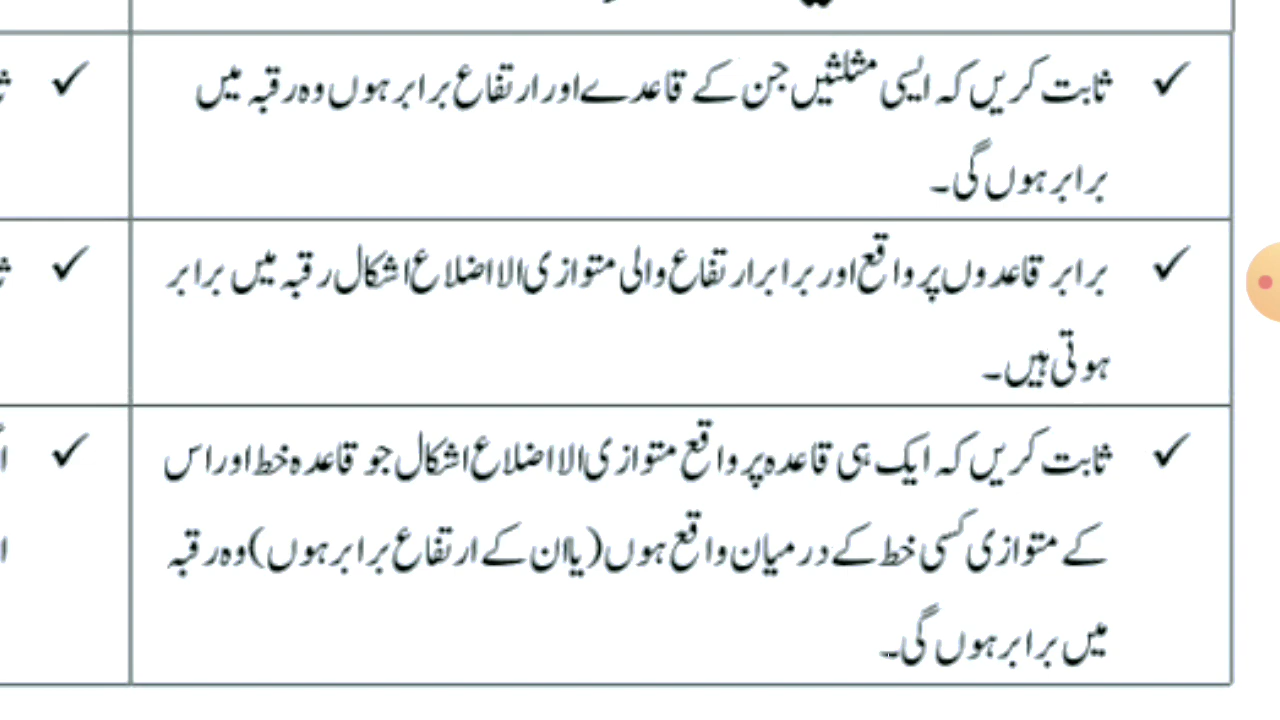 ثابت کریں کہ ایسی مثلثیں جن کے قاعدے اور ارتفاع برابر ہوں وہ رقبہ میں
برابر ہوں گی۔
برابر قاعدوں پر واقع اور برابر ارتفاع والی متوازی الااضلاع اشکال رقبہ میں برابر
ہوتی ہیں۔
ثابت کریں کہ ایک ہی قاعدہ پر واقع متوازی الااضلاع اشکال جو قاعدہ خط اور اس
کے متوازی کسی خط کے درمیان واقع ہوں (یا ان کے ارتفاع برابر ہوں) وہ رقبہ
میں برابر ہوں گی۔